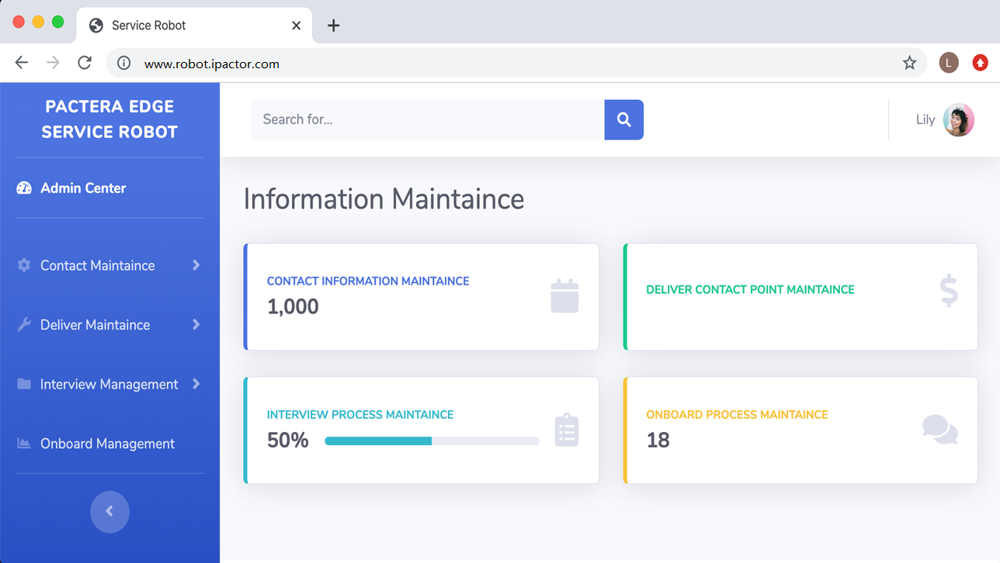 Service Robot
www.robot.ipactor.com
L
PACTERA EDGE
SERVICE ROBOT
Search for...
Lily
Admin Center
Information Maintaince
Contact Maintaince
Deliver Maintaince
Interview Management
Onboard Management
CONTACT INFORMATION MAINTAINCE
1,000
DELIVER CONTACT POINT MAINTAINCE
INTERVIEW PROCESS MAINTAINCE
50%
ONBOARD PROCESS MAINTAINCE
18